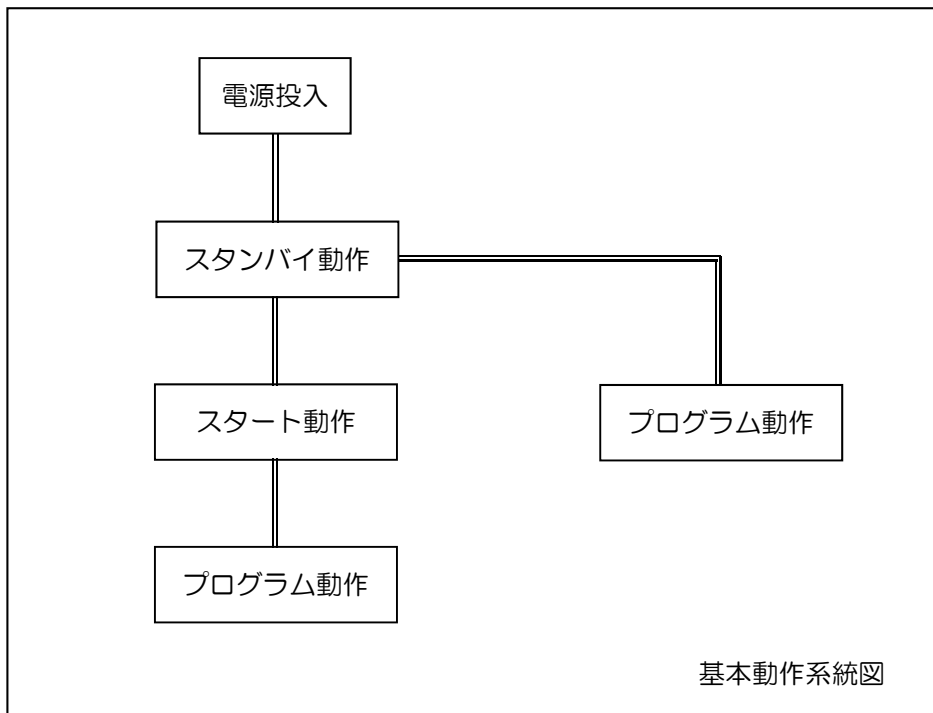 電源投入
スタンバイ動作
スタート動作
プログラム動作
プログラム動作
基本動作系統図